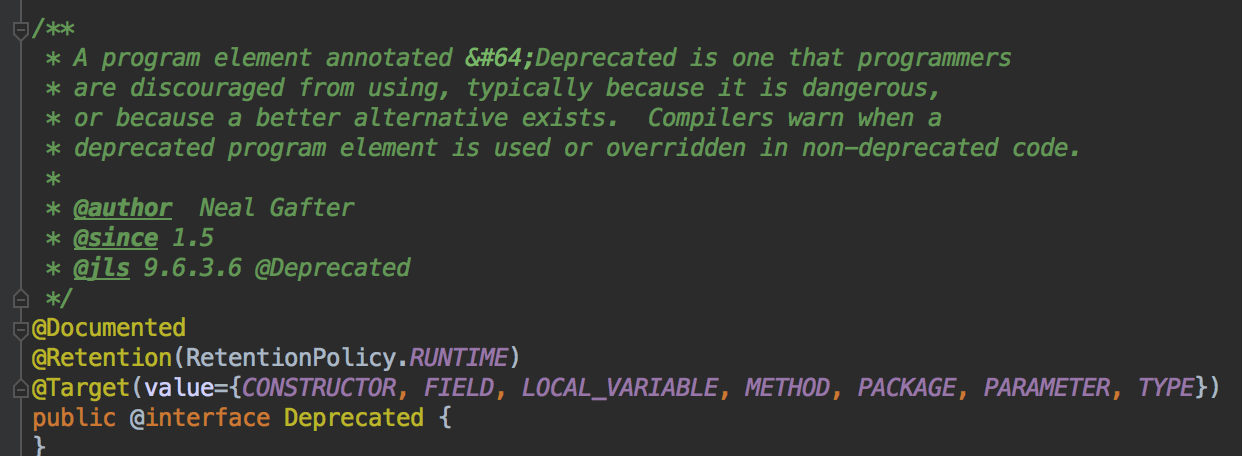 /**
 * A program element annotated &#64;Deprecated is one that programmers
 * are discouraged from using, typically because it is dangerous,
 * or because a better alternative exists.  Compilers warn when a
 * deprecated program element is used or overridden in non-deprecated code.
 *
 * @author  Neal Gafter
 * @since 1.5
 * @jls 9.6.3.6 @Deprecated
 */
@Documented
@Retention(RetentionPolicy.RUNTIME)
@Target(value={CONSTRUCTOR, FIELD, LOCAL_VARIABLE, METHOD, PACKAGE, PARAMETER, TYPE})
public @interface Deprecated {
}